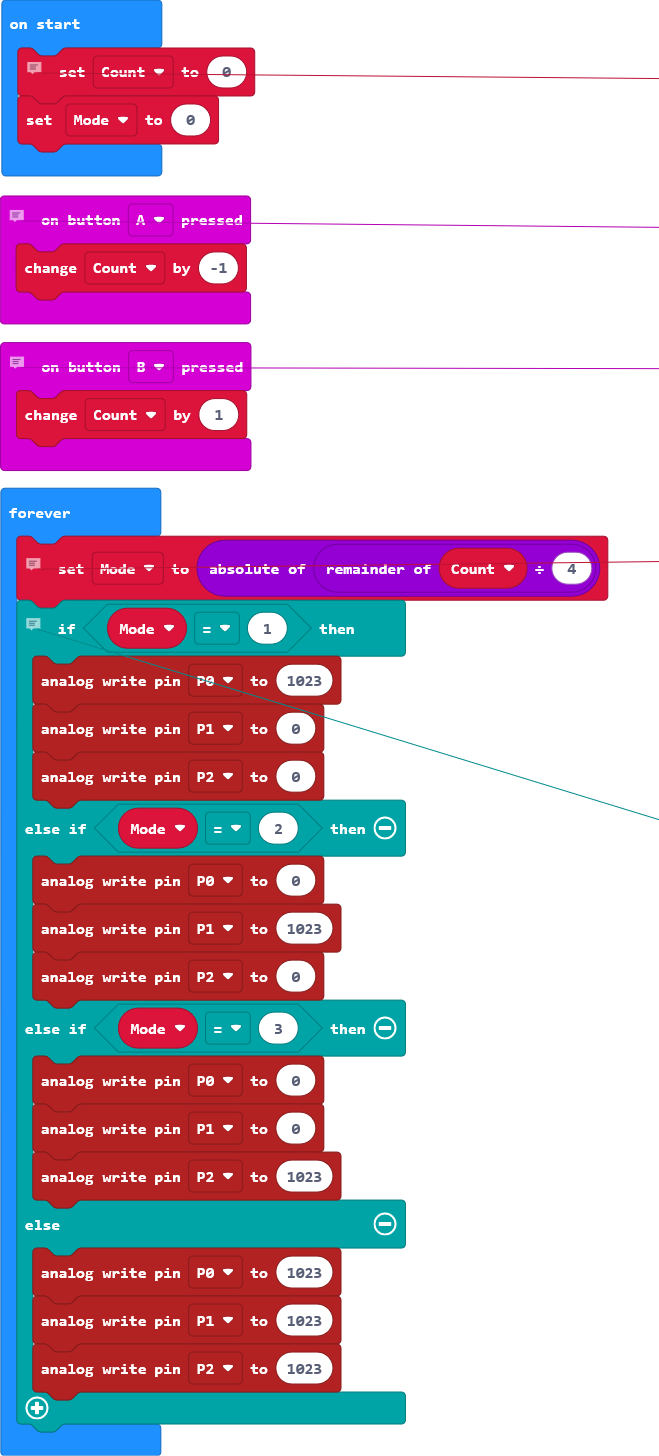 on start
set Count to 0
set Mode to 0
on button A pressed
change Count by -1
on button B pressed
change Count by 1
forever
set Mode to absolute of remainder of Count ÷ 4
if Mode = 1 then
analog write pin P0 to 1023
analog write pin P1 to 0
analog write pin P2 to 0
else if Mode = 2 then
analog write pin P0 to 0
analog write pin P1 to 1023
analog write pin P2 to 0
else if Mode = 3 then
analog write pin P0 to 0
analog write pin P1 to 0
analog write pin P2 to 1023
else
analog write pin P0 to 1023
analog write pin P1 to 1023
analog write pin P2 to 1023